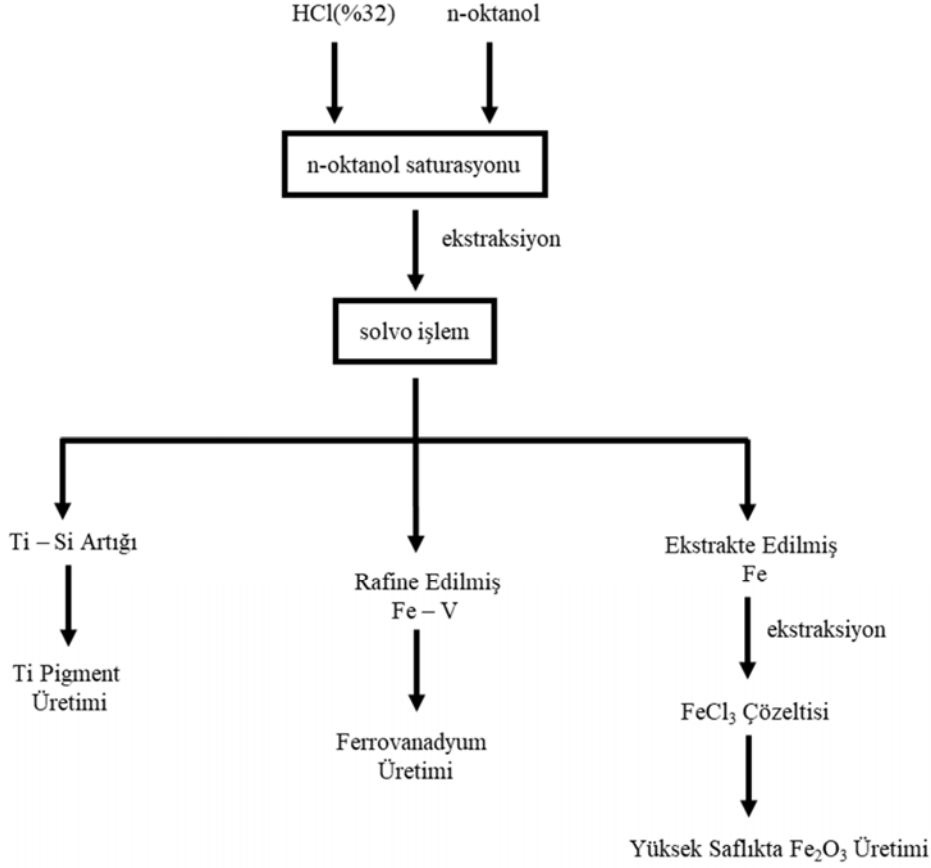 HCl(%32)
n-oktanol
n-oktanol saturasyonu
ekstraksiyon
solvo işlem
Ti – Si Artığı
Ti Pigment
Üretimi
Rafine Edilmiş
Fe – V
Ferrovanadyum
Üretimi
Ekstrakte Edilmiş
Fe
ekstraksiyon
FeCl₃ Çözeltisi
Yüksek Saflıkta Fe₂O₃ Üretimi